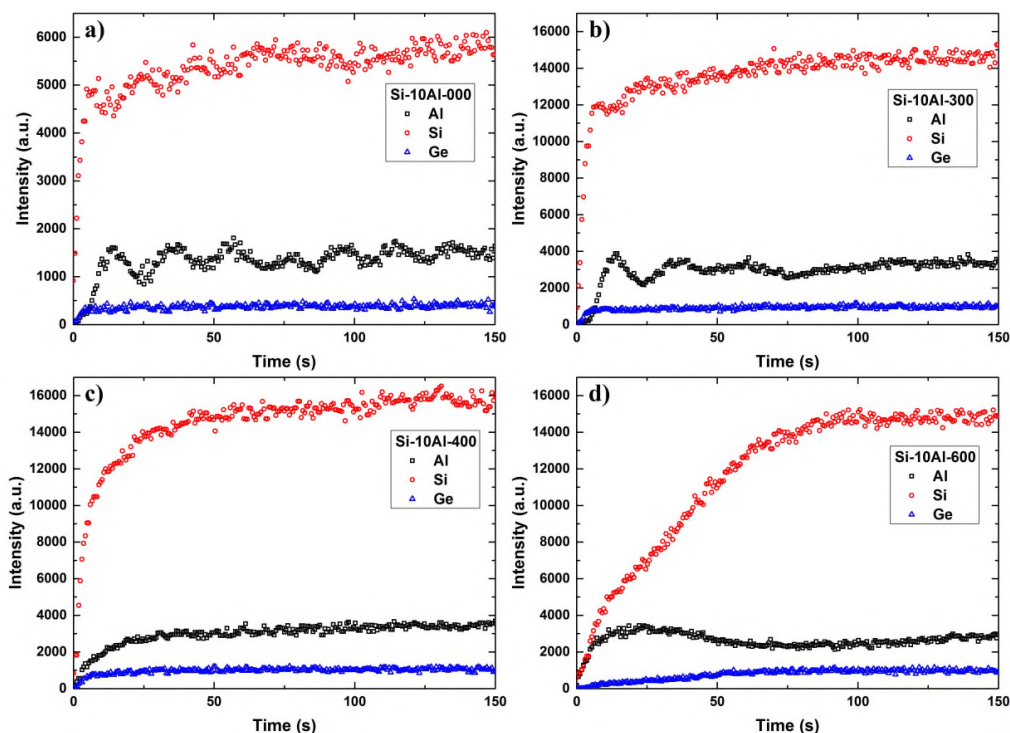 a)
6000
5000
4000
3000
2000
1000
0
Intensity (a.u.)
Si-10Al-000
Al
Si
Ge
0 50 100 150
Time (s)
b)
16000
14000
12000
10000
8000
6000
4000
2000
0
Intensity (a.u.)
Si-10Al-300
Al
Si
Ge
0 50 100 150
Time (s)
c)
16000
14000
12000
10000
8000
6000
4000
2000
0
Intensity (a.u.)
Si-10Al-400
Al
Si
Ge
0 50 100 150
Time (s)
d)
16000
14000
12000
10000
8000
6000
4000
2000
0
Intensity (a.u.)
Si-10Al-600
Al
Si
Ge
0 50 100 150
Time (s)